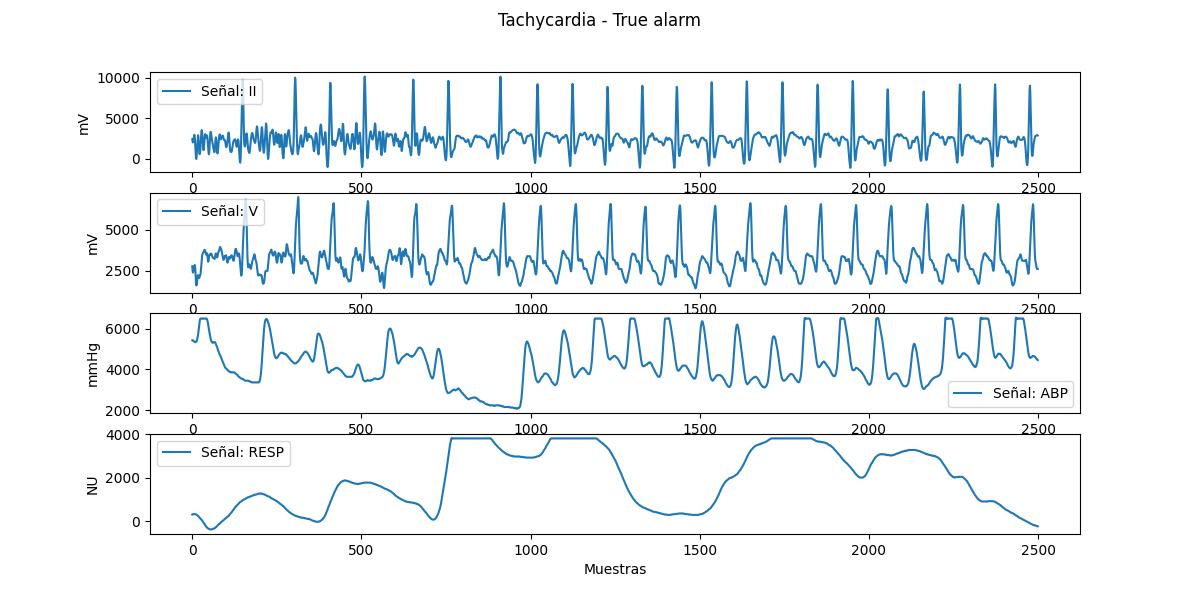 Tachycardia - True alarm
10000
5000
0
mV
Señal: II
0 500 1000 1500 2000 2500
5000
2500
mV
Señal: V
0 500 1000 1500 2000 2500
6000
4000
2000
mmHg
Señal: ABP
0 500 1000 1500 2000 2500
4000
2000
0
NU
Señal: RESP
0 500 1000 1500 2000 2500
Muestras